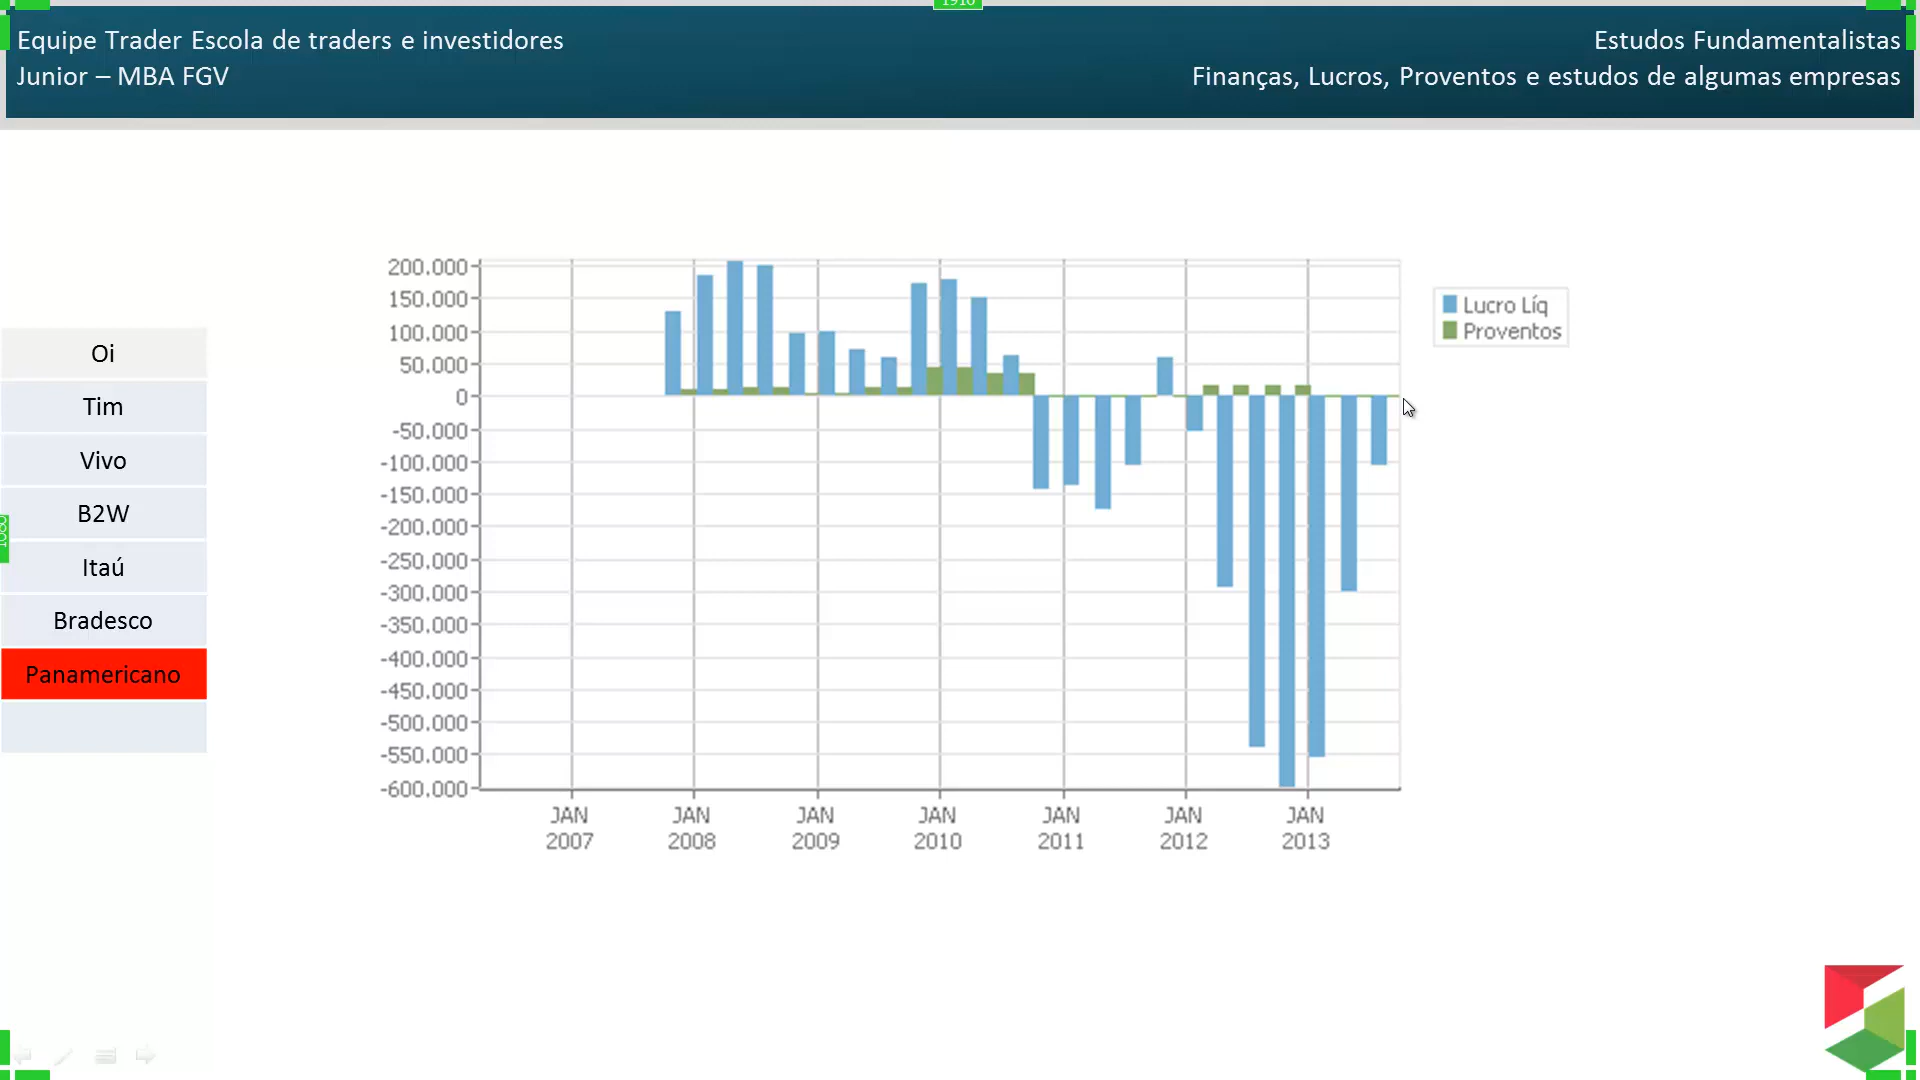 1910
Equipe Trader Escola de traders e investidores
Junior – MBA FGV
Estudos Fundamentalistas
Finanças, Lucros, Proventos e estudos de algumas empresas
Oi
Tim
Vivo
B2W
Itaú
Bradesco
Panamericano
1080
200.000
150.000
100.000
50.000
0
-50.000
-100.000
-150.000
-200.000
-250.000
-300.000
-350.000
-400.000
-450.000
-500.000
-550.000
-600.000
JAN 2007
JAN 2008
JAN 2009
JAN 2010
JAN 2011
JAN 2012
JAN 2013
Lucro Líq
Proventos